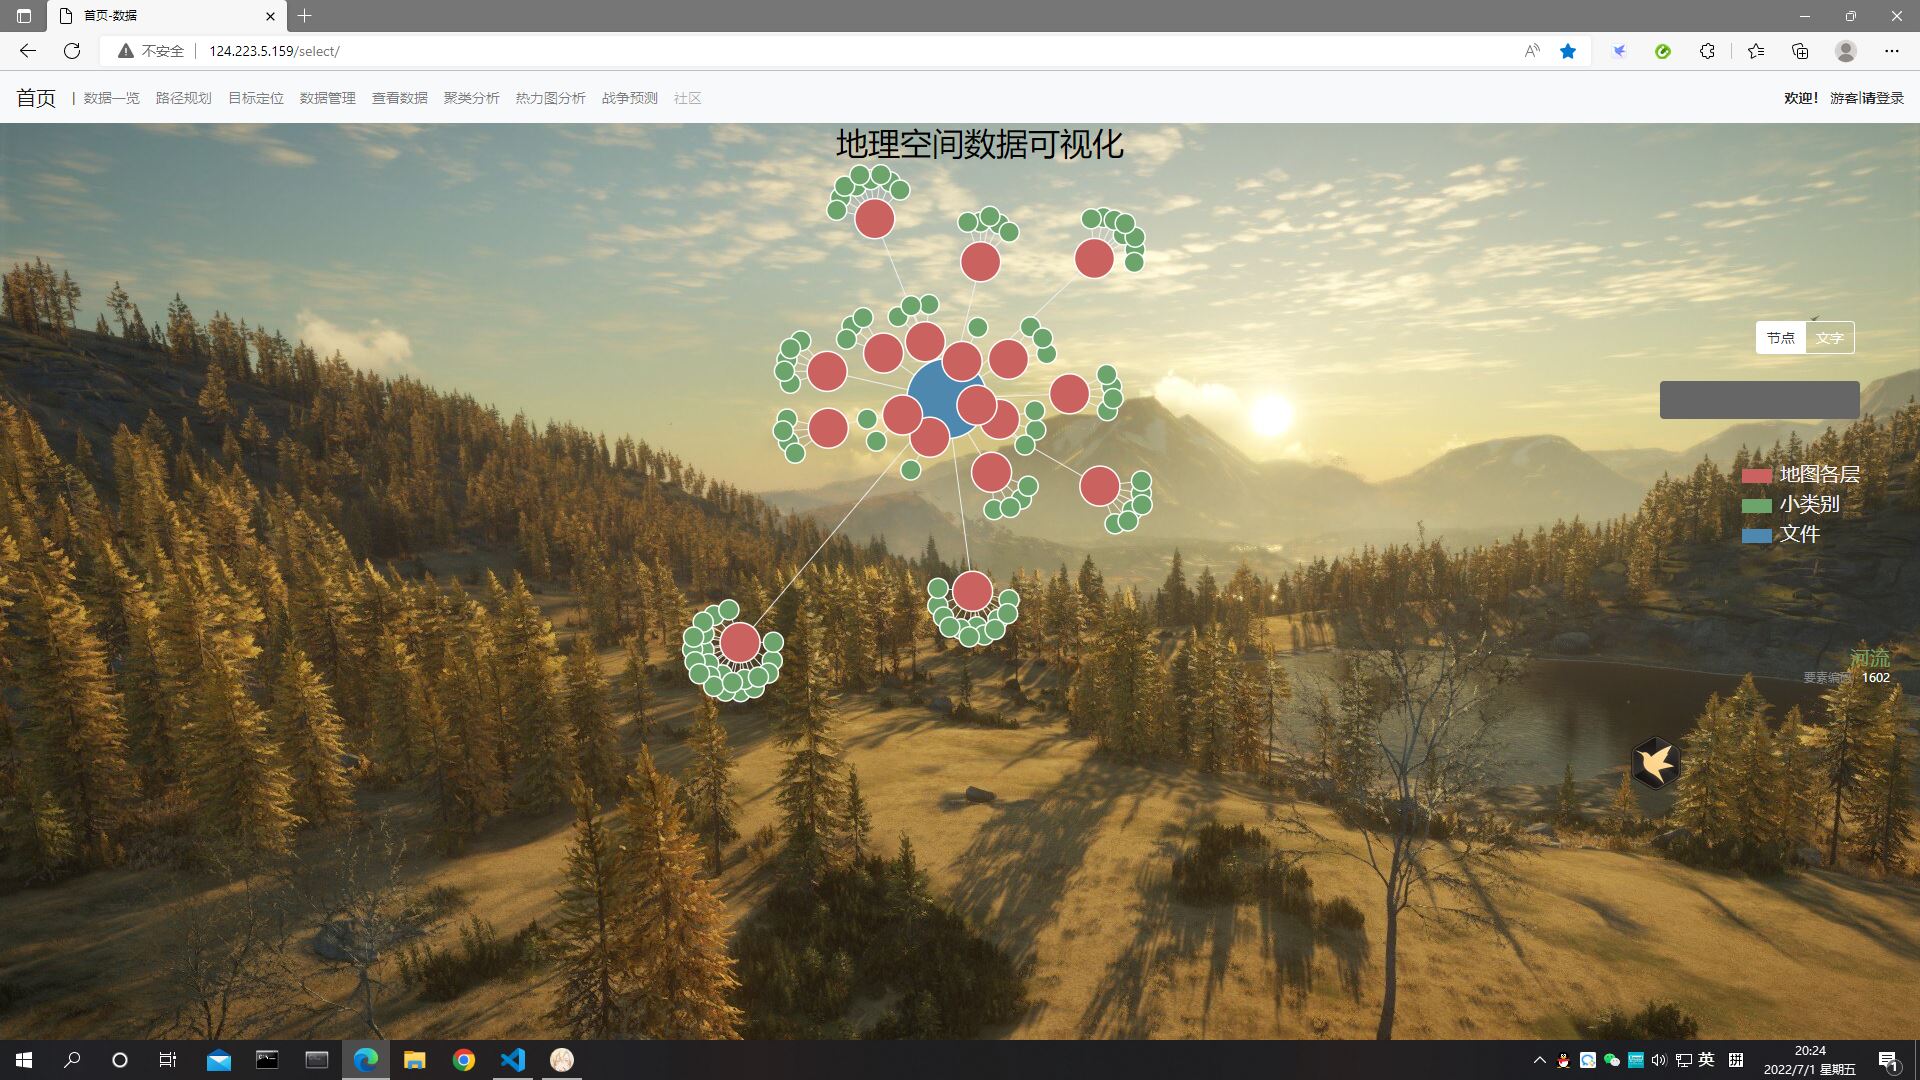 首页-数据
不安全
124.223.5.159/select/
首页 | 数据一览 路径规划 目标定位 数据管理 查看数据 聚类分析 热力图分析 战争预测 社区
欢迎! 游客|请登录
地理空间数据可视化
节点 文字
地图各层
小类别
文件
河流
要素编码: 1602
英
拼
20:24
2022/7/1 星期五
1